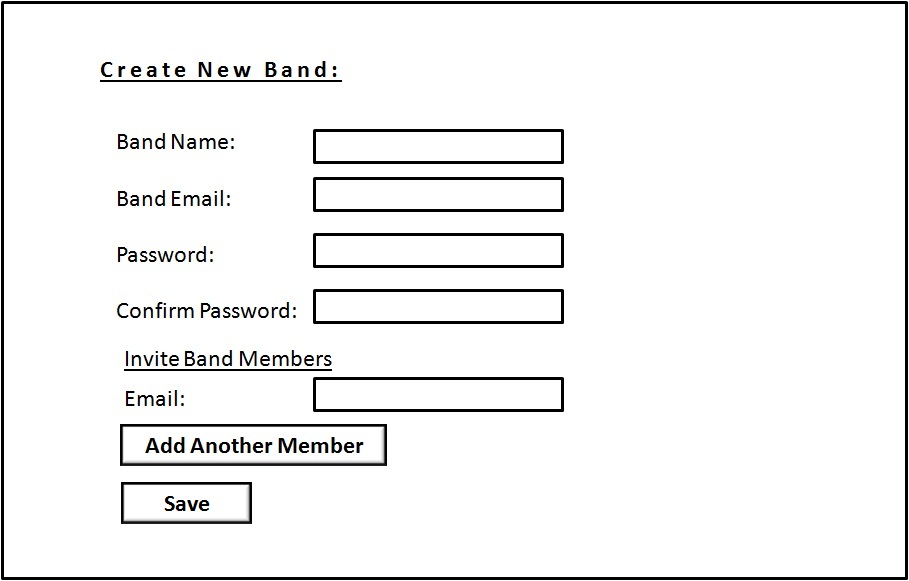 Create New Band:
Band Name:
Band Email:
Password:
Confirm Password:
Invite Band Members
Email:
Add Another Member
Save